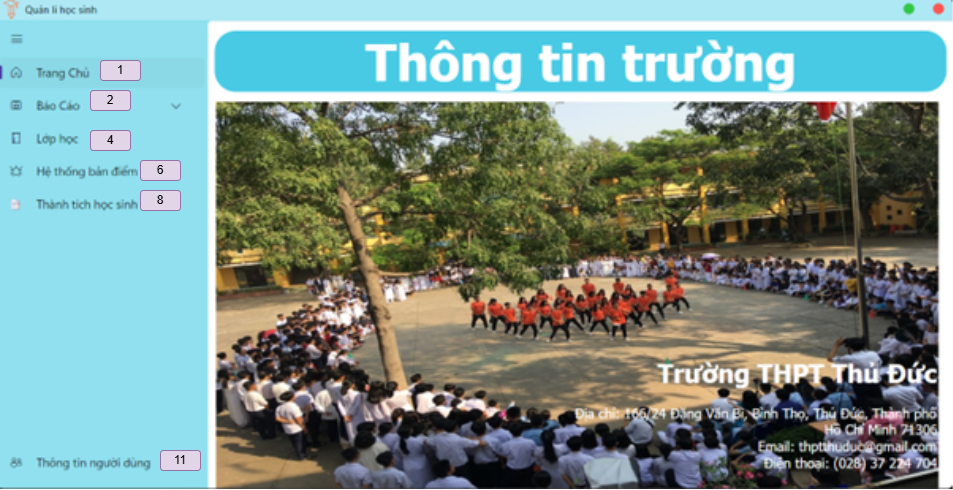 Quản lí học sinh
Trang Chủ 1
Báo Cáo 2
Lớp học 4
Hệ thống bản điểm 6
Thành tích học sinh 8
Thông tin người dùng 11
Thông tin trường
Trường THPT Thủ Đức
Địa chỉ: 166/24 Đặng Văn Bi, Bình Thọ, Thủ Đức, Thành phố
Hồ Chí Minh 71306
Email: thptthuduc@gmail.com
Điện thoại: (028) 37 224 704